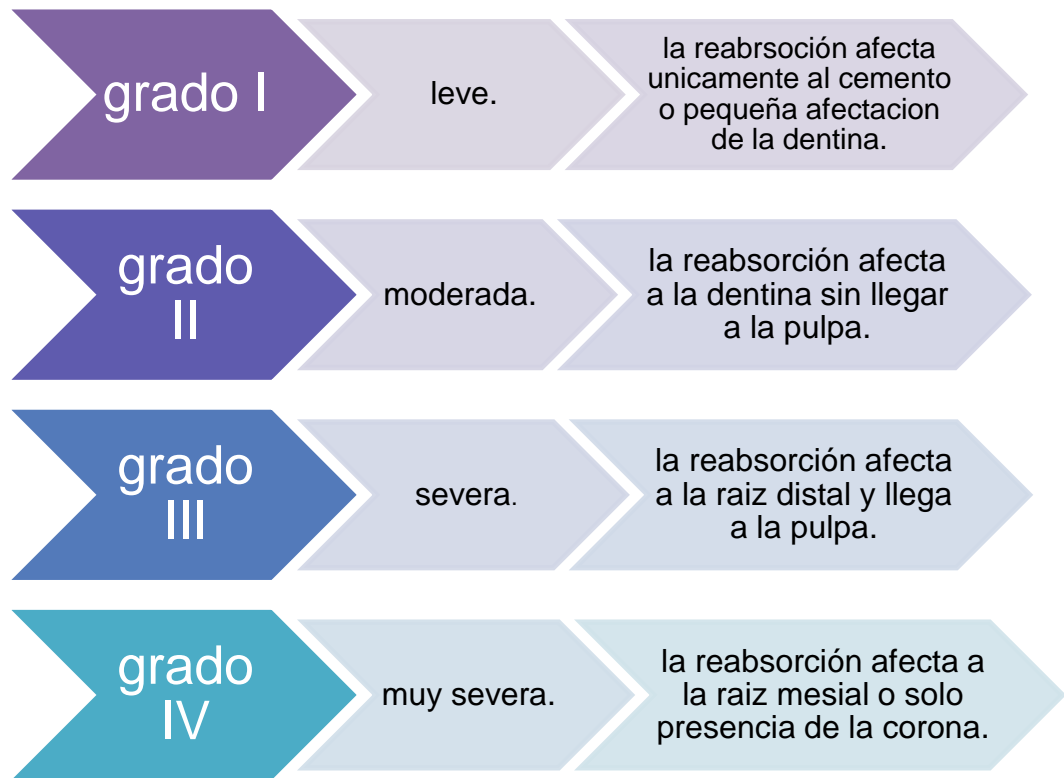 grado I
leve.
la reabrsoción afecta
unicamente al cemento
o pequeña afectacion
de la dentina.
grado
II
moderada.
la reabsorción afecta
a la dentina sin llegar
a la pulpa.
grado
III
severa.
la reabsorción afecta
a la raiz distal y llega
a la pulpa.
grado
IV
muy severa.
la reabsorción afecta a
la raiz mesial o solo
presencia de la corona.